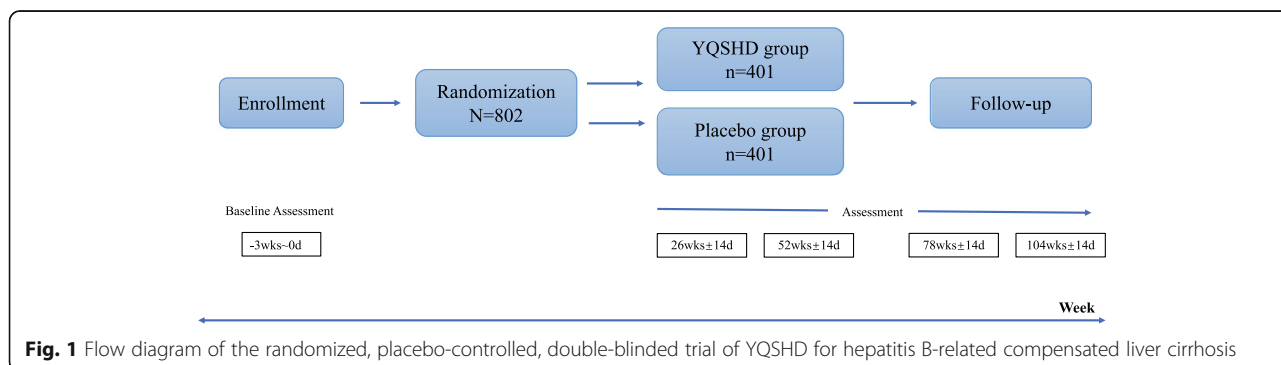 Enrollment
Randomization
N=802
YQSHD group
n=401
Placebo group
n=401
Follow-up
Baseline Assessment
-3wks~0d
Assessment
26wks±14d
52wks±14d
78wks±14d
104wks±14d
Week
Fig. 1 Flow diagram of the randomized, placebo-controlled, double-blinded trial of YQSHD for hepatitis B-related compensated liver cirrhosis